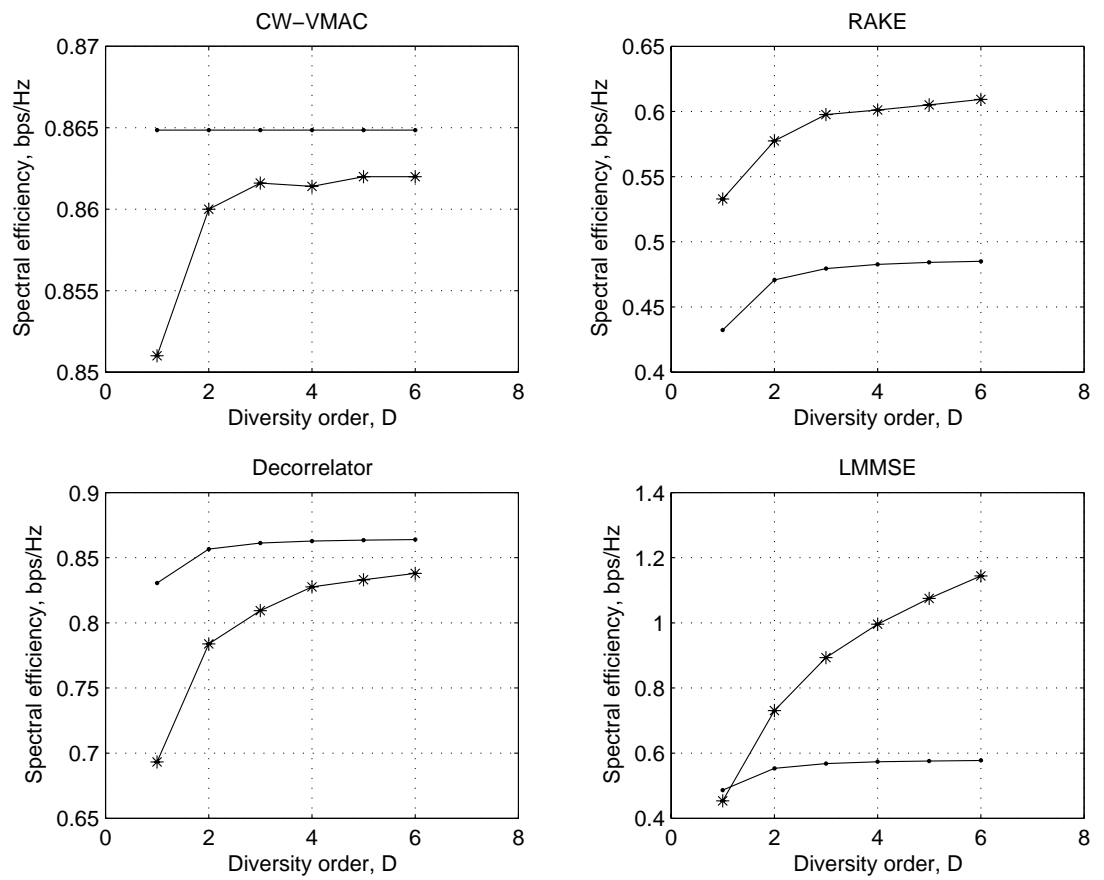 CW−VMAC
0.87
0.865
0.86
0.855
0.85
0 2 4 6 8
Spectral efficiency, bps/Hz
Diversity order, D
RAKE
0.65
0.6
0.55
0.5
0.45
0.4
0 2 4 6 8
Spectral efficiency, bps/Hz
Diversity order, D
Decorrelator
0.9
0.85
0.8
0.75
0.7
0.65
0 2 4 6 8
Spectral efficiency, bps/Hz
Diversity order, D
LMMSE
1.4
1.2
1
0.8
0.6
0.4
0 2 4 6 8
Spectral efficiency, bps/Hz
Diversity order, D